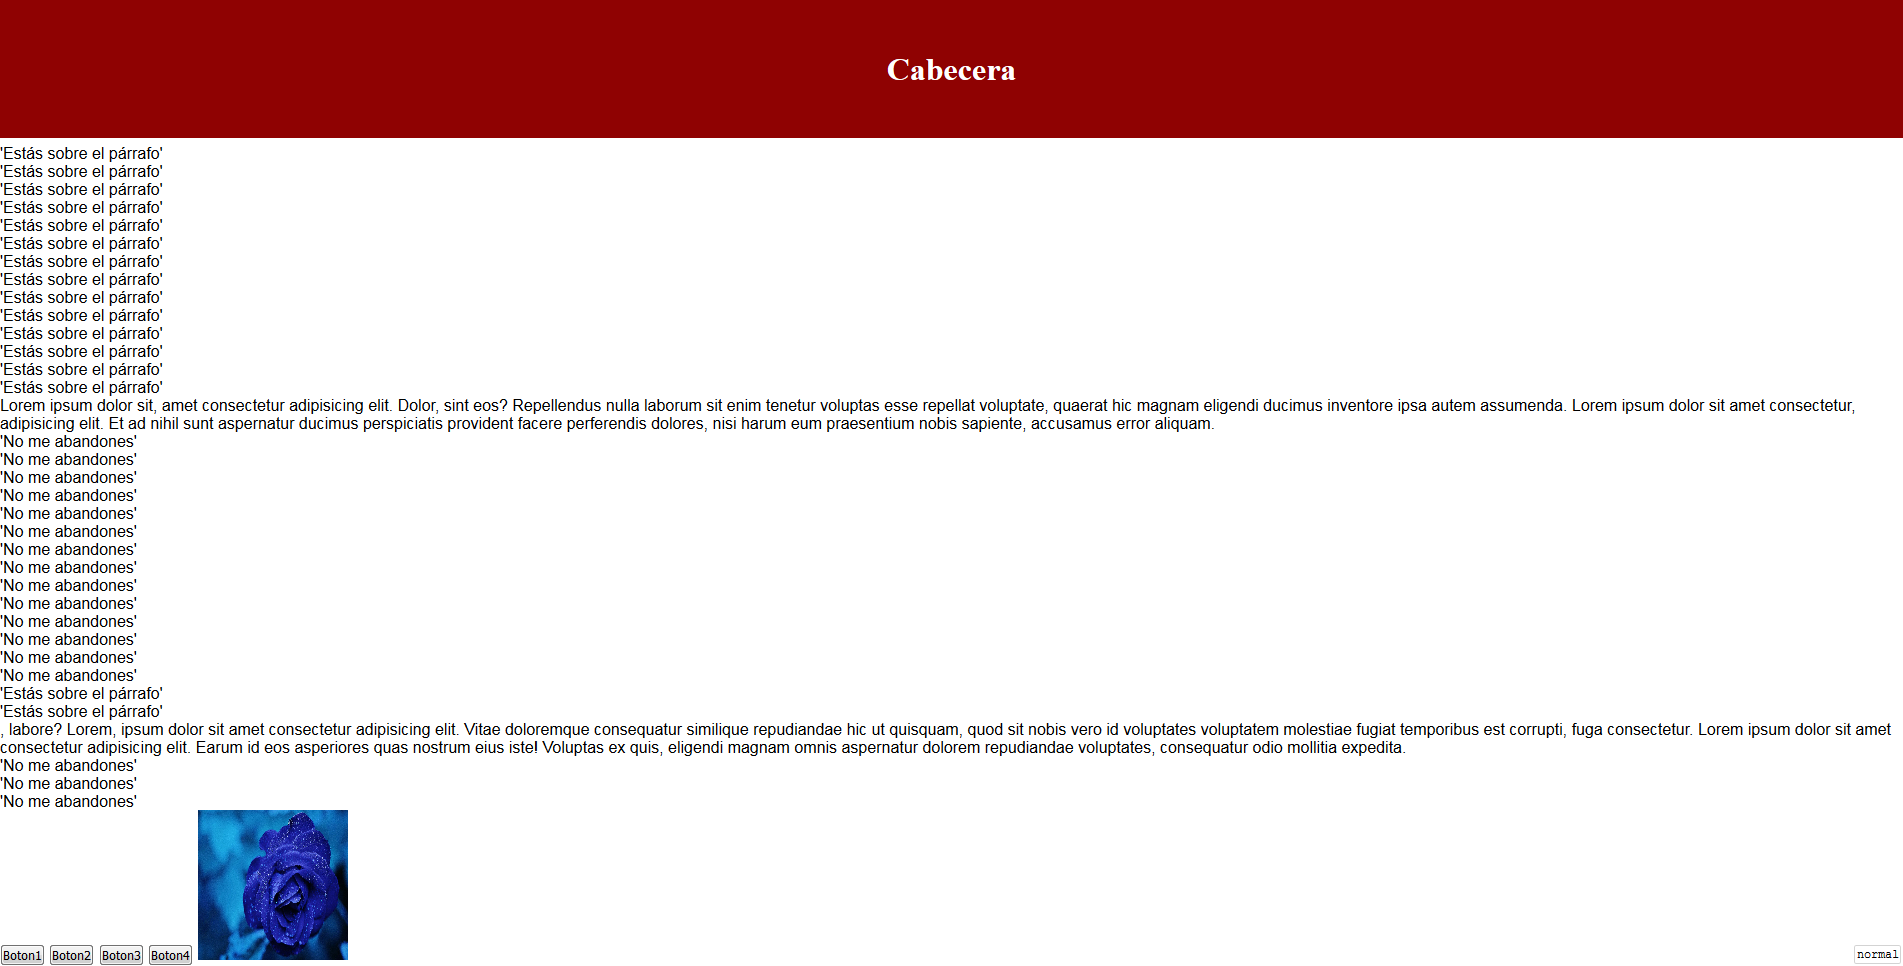 Cabecera
'Estás sobre el párrafo'
'Estás sobre el párrafo'
'Estás sobre el párrafo'
'Estás sobre el párrafo'
'Estás sobre el párrafo'
'Estás sobre el párrafo'
'Estás sobre el párrafo'
'Estás sobre el párrafo'
'Estás sobre el párrafo'
'Estás sobre el párrafo'
'Estás sobre el párrafo'
'Estás sobre el párrafo'
'Estás sobre el párrafo'
'Estás sobre el párrafo'
Lorem ipsum dolor sit, amet consectetur adipisicing elit. Dolor, sint eos? Repellendus nulla laborum sit enim tenetur voluptas esse repellat voluptate, quaerat hic magnam eligendi ducimus inventore ipsa autem assumenda. Lorem ipsum dolor sit amet consectetur,
adipisicing elit. Et ad nihil sunt aspernatur ducimus perspiciatis provident facere perferendis dolores, nisi harum eum praesentium nobis sapiente, accusamus error aliquam.
'No me abandones'
'No me abandones'
'No me abandones'
'No me abandones'
'No me abandones'
'No me abandones'
'No me abandones'
'No me abandones'
'No me abandones'
'No me abandones'
'No me abandones'
'No me abandones'
'No me abandones'
'No me abandones'
'Estás sobre el párrafo'
'Estás sobre el párrafo'
, labore? Lorem, ipsum dolor sit amet consectetur adipisicing elit. Vitae doloremque consequatur similique repudiandae hic ut quisquam, quod sit nobis vero id voluptates voluptatem molestiae fugiat temporibus est corrupti, fuga consectetur. Lorem ipsum dolor sit amet
consectetur adipisicing elit. Earum id eos asperiores quas nostrum eius iste! Voluptas ex quis, eligendi magnam omnis aspernatur dolorem repudiandae voluptates, consequatur odio mollitia expedita.
'No me abandones'
'No me abandones'
'No me abandones'
Boton1 Boton2 Boton3 Boton4 normal